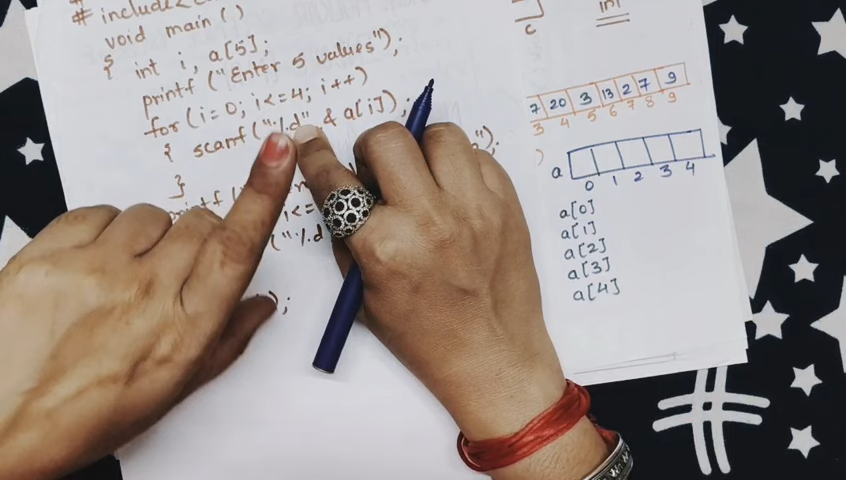 #include<
void main ()
{ int i, a[5];
printf ("Enter 5 values");
for (i=0; i<=4; i++)
{ scanf ("%d" & a[i]);
}
printf (
i<=
("%d
);
c
int
7 20 3 13 2 7 9
3 4 5 6 7 8 9
a
0 1 2 3 4
a[0]
a[1]
a[2]
a[3]
a[4]